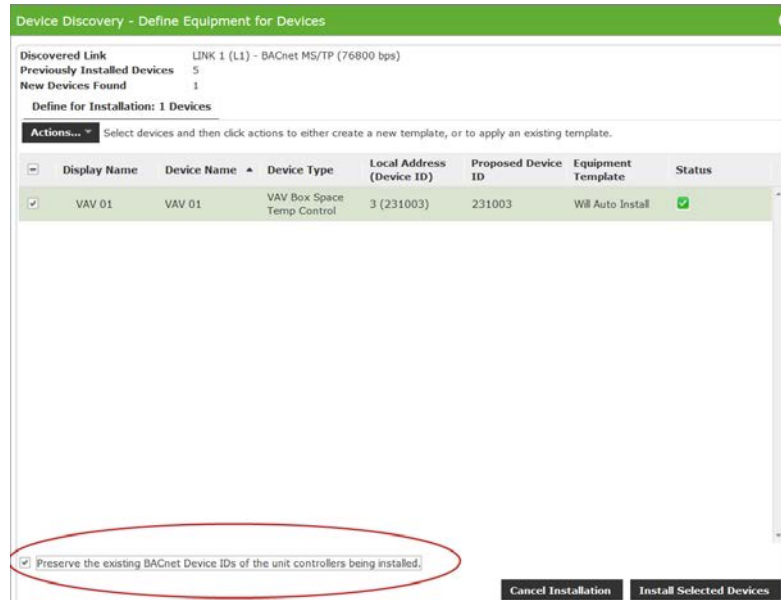 Device Discovery - Define Equipment for Devices
Discovered Link LINK 1 (L1) - BACnet MS/TP (76800 bps)
Previously Installed Devices 5
New Devices Found 1
Define for Installation: 1 Devices
Actions... Select devices and then click actions to either create a new template, or to apply an existing template.
Display Name Device Name Device Type Local Address (Device ID) Proposed Device ID Equipment Template Status
VAV 01 VAV 01 VAV Box Space Temp Control 3 (231003) 231003 Will Auto Install
Preserve the existing BACnet Device IDs of the unit controllers being installed.
Cancel Installation Install Selected Devices